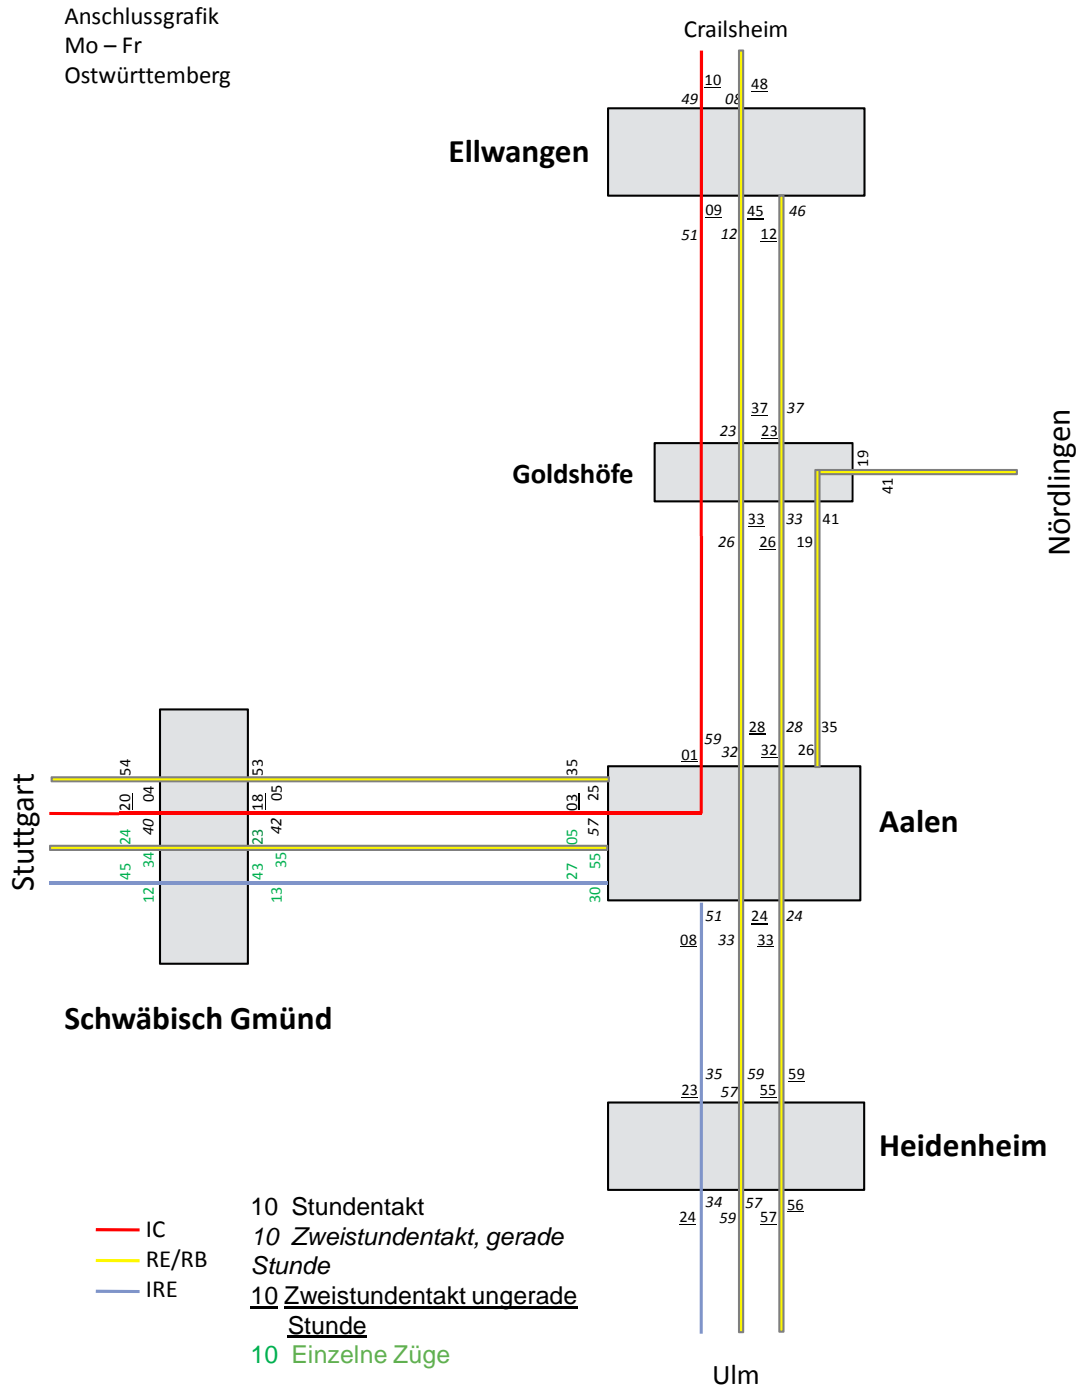 Anschlussgrafik
Mo – Fr
Ostwürttemberg
Crailsheim
10 48
49 08
Ellwangen
09 45 46
51 12 12
37 37
23 23
Goldshöfe
19
41
Nördlingen
33 33 41
26 26 19
28 28 35
59
01 32 32 26
54 53 35
20 04 18 05 03 25
24 40 23 42 05 57
45 34 43 35 27 55
12 13 30
Stuttgart
Aalen
51 24 24
08 33 33
Schwäbisch Gmünd
35 59 59
23 57 55
Heidenheim
34 57 56
24 59 57
IC
RE/RB
IRE
10 Stundentakt
10 Zweistundentakt, gerade
Stunde
10 Zweistundentakt ungerade
Stunde
10 Einzelne Züge
Ulm